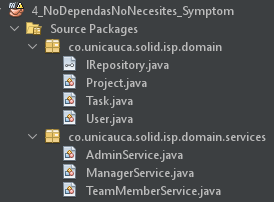 4_NoDependasNoNecesites_Symptom
Source Packages
co.unicauca.solid.isp.domain
IRepository.java
Project.java
Task.java
User.java
co.unicauca.solid.isp.domain.services
AdminService.java
ManagerService.java
TeamMemberService.java